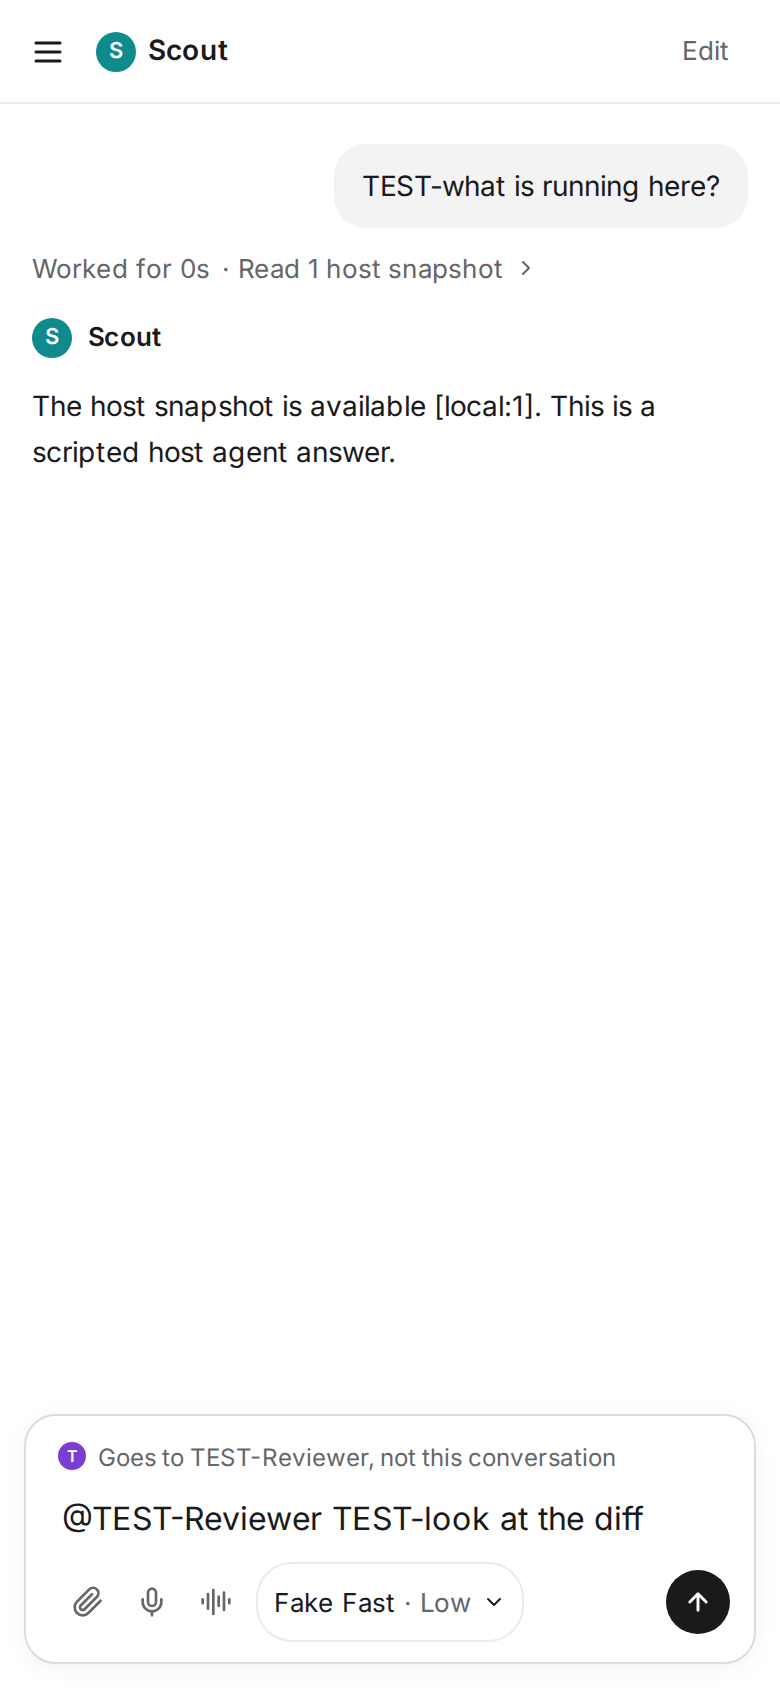 S Scout Edit
TEST-what is running here?
Worked for 0s · Read 1 host snapshot
S Scout
The host snapshot is available [local:1]. This is a
scripted host agent answer.
T Goes to TEST-Reviewer, not this conversation
@TEST-Reviewer TEST-look at the diff
Fake Fast · Low